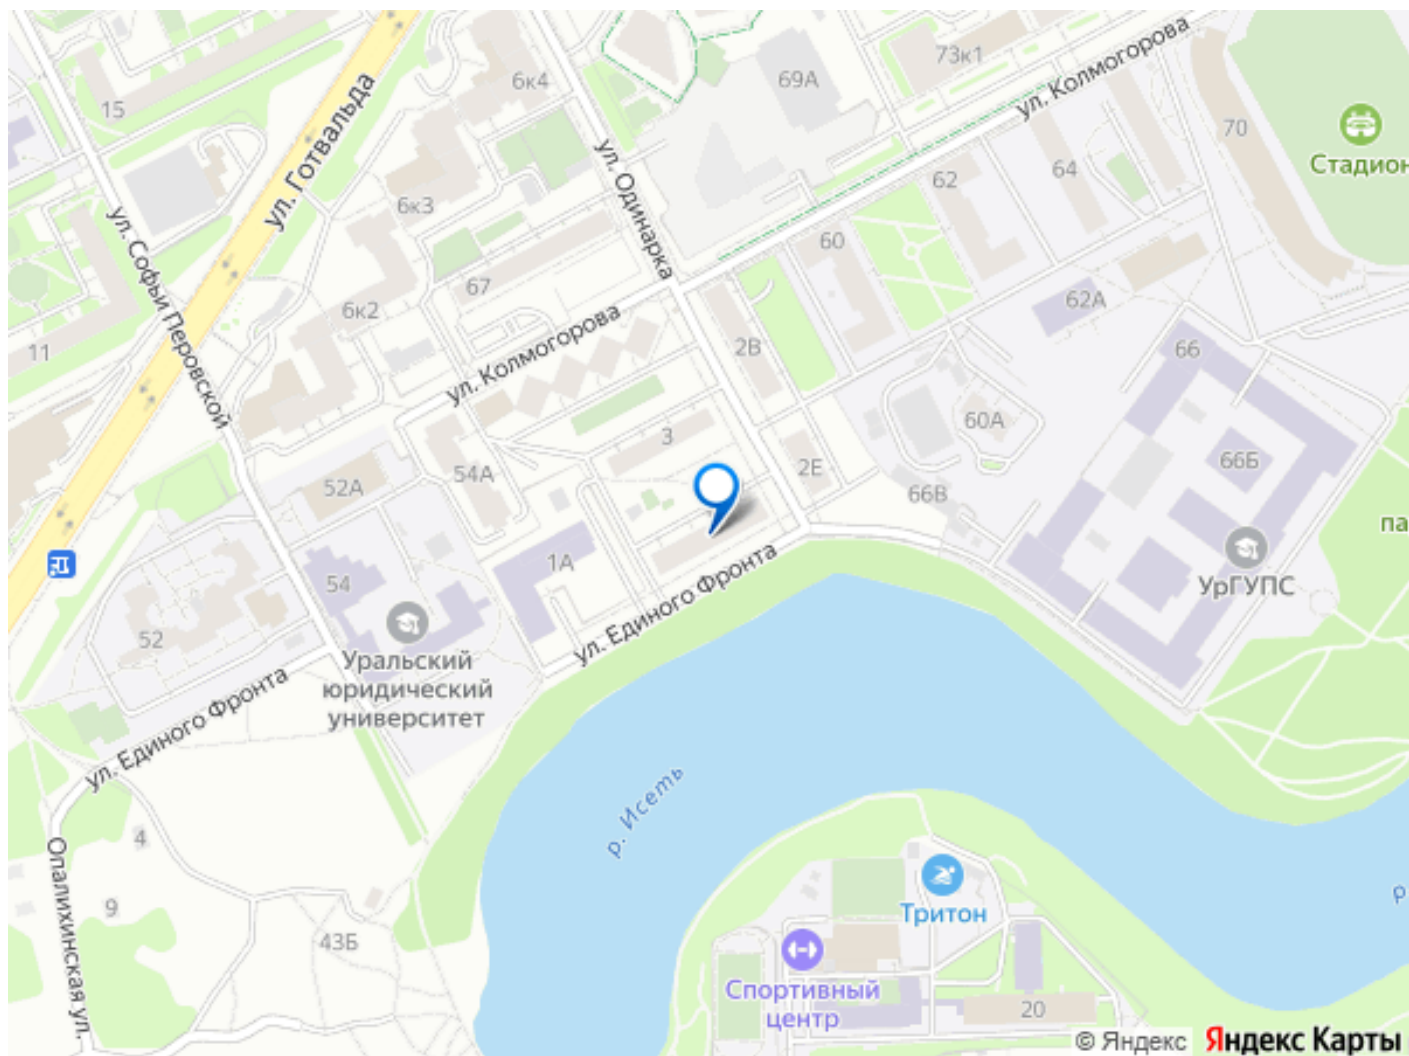 15
6к4
69А
73к1
ул. Колмогорова
70
Стадион
ул. Готвальда
ул. Одинарка
64
62
60
6к3
67
6к2
62А
ул. Софьи Перовской
11
ул. Колмогорова
2В
66
3
60А
2Е
66Б
54А
52А
66В
па
1А
54
УрГУПС
ул. Единого Фронта
52
Уральский
юридический
университет
ул. Единого Фронта
р. Исеть
4
Опалихинская ул.
9
43Б
Тритон
р.
Спортивный
центр
20
© Яндекс Яндекс Карты